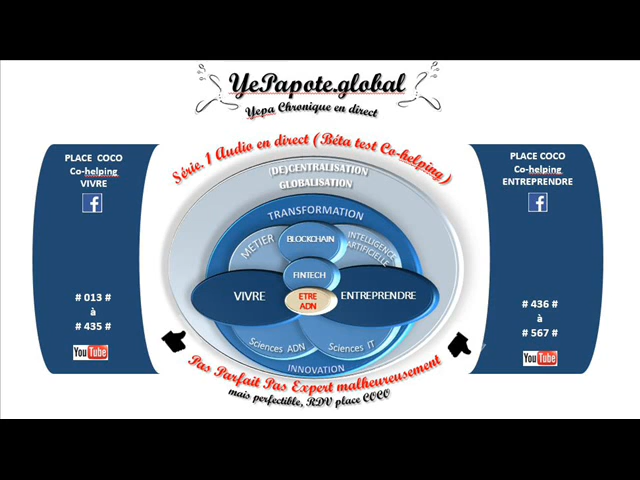 YePapote.global
Yepa Chronique en direct
Série, 1 Audio en direct (Béta test Co-helping)
PLACE COCO
Co-helping
VIVRE
# 013 #
à
# 435 #
YouTube
(DE)CENTRALISATION
GLOBALISATION
TRANSFORMATION
METIER
BLOCKCHAIN
INTELLIGENCE
ARTIFICIELLE
FINTECH
VIVRE
ETRE
ADN
ENTREPRENDRE
Sciences ADN
Sciences IT
INNOVATION
Pas Parfait Pas Expert malheureusement
mais perfectible, RDV place COCO
PLACE COCO
Co-helping
ENTREPRENDRE
# 436 #
à
# 567 #
YouTube